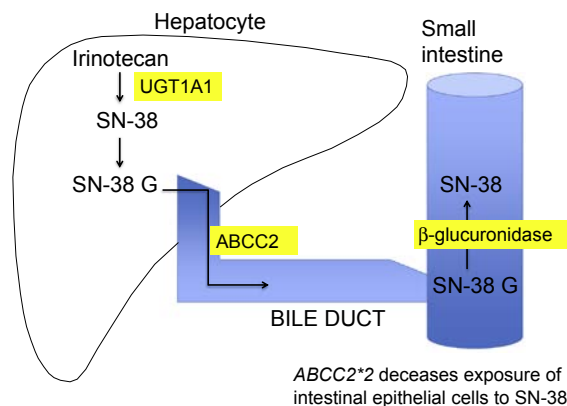 Hepatocyte
Irinotecan
UGT1A1
SN-38
SN-38 G
ABCC2
BILE DUCT
Small
intestine
SN-38
β-glucuronidase
SN-38 G
ABCC2*2 deceases exposure of
intestinal epithelial cells to SN-38